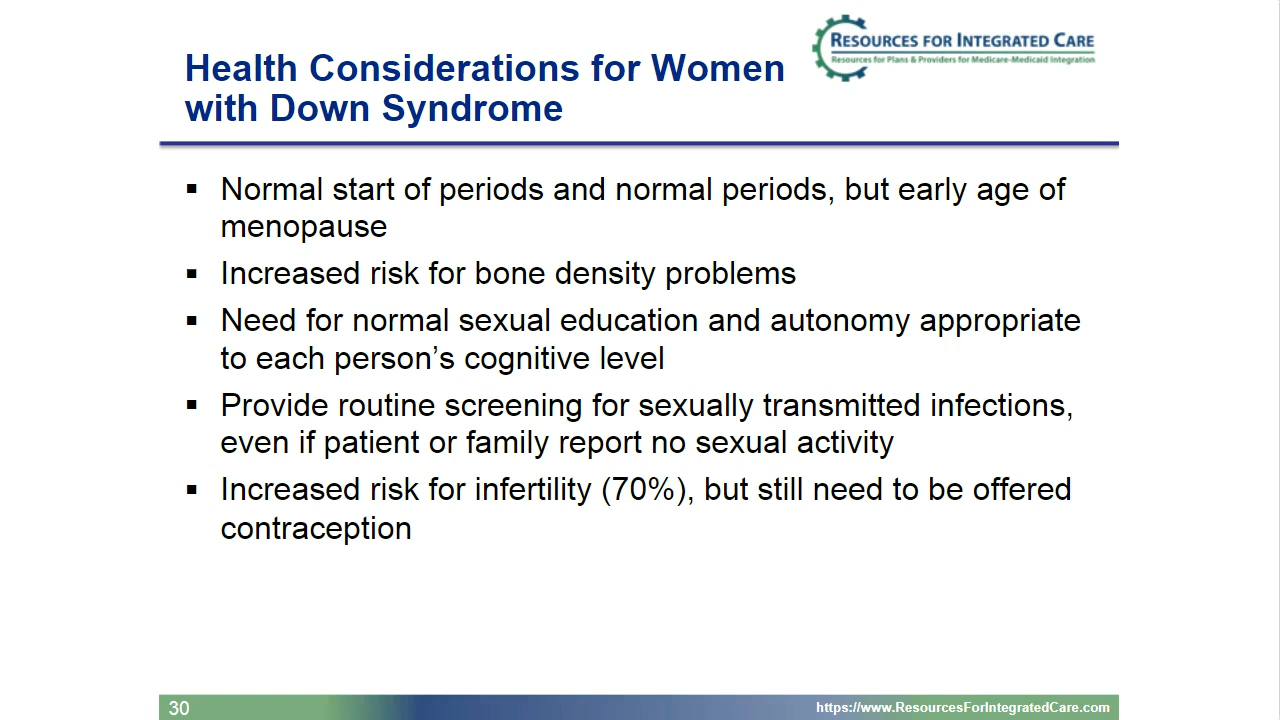 RESOURCES FOR INTEGRATED CARE
Resources for Plans & Providers for Medicare-Medicaid Integration
Health Considerations for Women
with Down Syndrome
▪ Normal start of periods and normal periods, but early age of
menopause
▪ Increased risk for bone density problems
▪ Need for normal sexual education and autonomy appropriate
to each person’s cognitive level
▪ Provide routine screening for sexually transmitted infections,
even if patient or family report no sexual activity
▪ Increased risk for infertility (70%), but still need to be offered
contraception
30
https://www.ResourcesForIntegratedCare.com